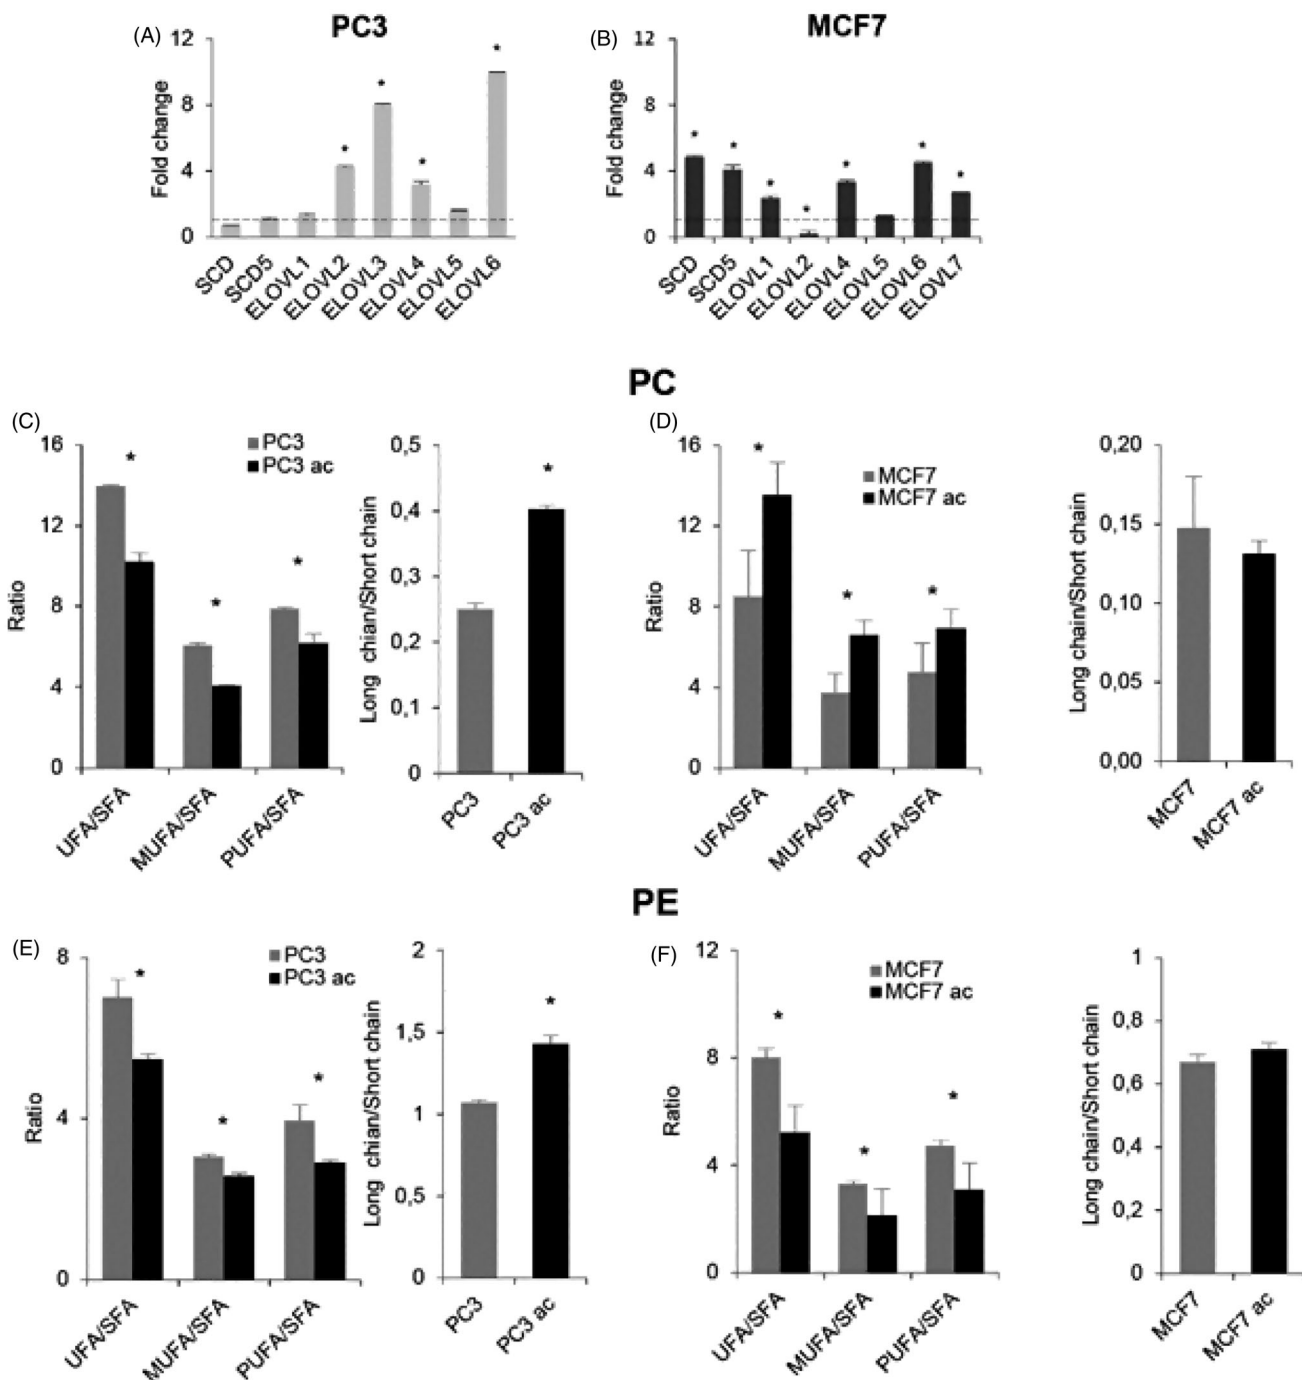 (A) PC3
Fold change
12
8
4
0
* * * *
SCD SCD5 ELOVL1 ELOVL2 ELOVL3 ELOVL4 ELOVL5 ELOVL6
(B) MCF7
Fold change
12
8
4
0
* * * * * * *
SCD SCD5 ELOVL1 ELOVL2 ELOVL4 ELOVL5 ELOVL6 ELOVL7
PC
(C)
Ratio
16
12
8
4
0
PC3
PC3 ac
* * *
UFA/SFA MUFA/SFA PUFA/SFA
Long chian/Short chain
0,5
0,4
0,3
0,2
0,1
0
*
PC3 PC3 ac
(D)
Ratio
16
12
8
4
0
MCF7
MCF7 ac
* * *
UFA/SFA MUFA/SFA PUFA/SFA
Long chain/Short chain
0,20
0,15
0,10
0,05
0,00
MCF7 MCF7 ac
PE
(E)
Ratio
8
4
0
PC3
PC3 ac
* * *
UFA/SFA MUFA/SFA PUFA/SFA
Long chian/Short chain
2
1,5
1
0,5
0
*
PC3 PC3 ac
(F)
Ratio
12
8
4
0
MCF7
MCF7 ac
* * *
UFA/SFA MUFA/SFA PUFA/SFA
Long chain/Short chain
1
0,8
0,6
0,4
0,2
0
MCF7 MCF7 ac